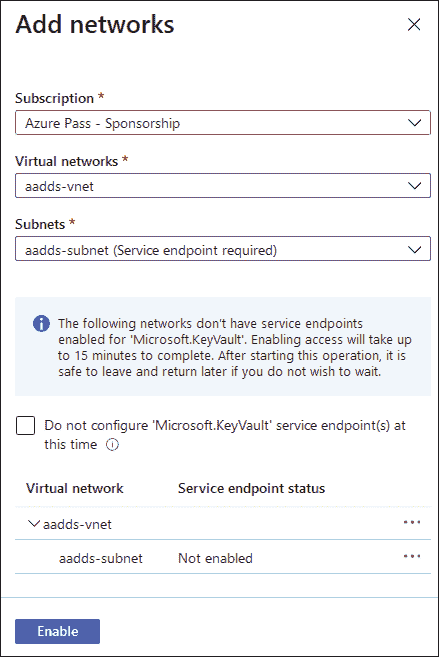 Add networks
Subscription *
Azure Pass - Sponsorship
Virtual networks *
aadds-vnet
Subnets *
aadds-subnet (Service endpoint required)
The following networks don't have service endpoints
enabled for 'Microsoft.KeyVault'. Enabling access will take up
to 15 minutes to complete. After starting this operation, it is
safe to leave and return later if you do not wish to wait.
Do not configure 'Microsoft.KeyVault' service endpoint(s) at
this time
Virtual network Service endpoint status
aadds-vnet
aadds-subnet Not enabled
Enable